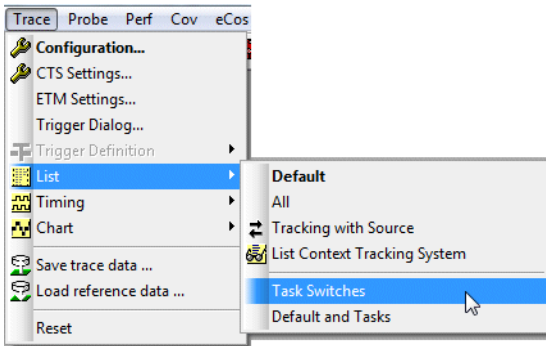 Trace Probe Perf Cov eCos
Configuration...
CTS Settings...
ETM Settings...
Trigger Dialog...
Trigger Definition
List
Timing
Chart
Save trace data ...
Load reference data ...
Reset
Default
All
Tracking with Source
List Context Tracking System
Task Switches
Default and Tasks